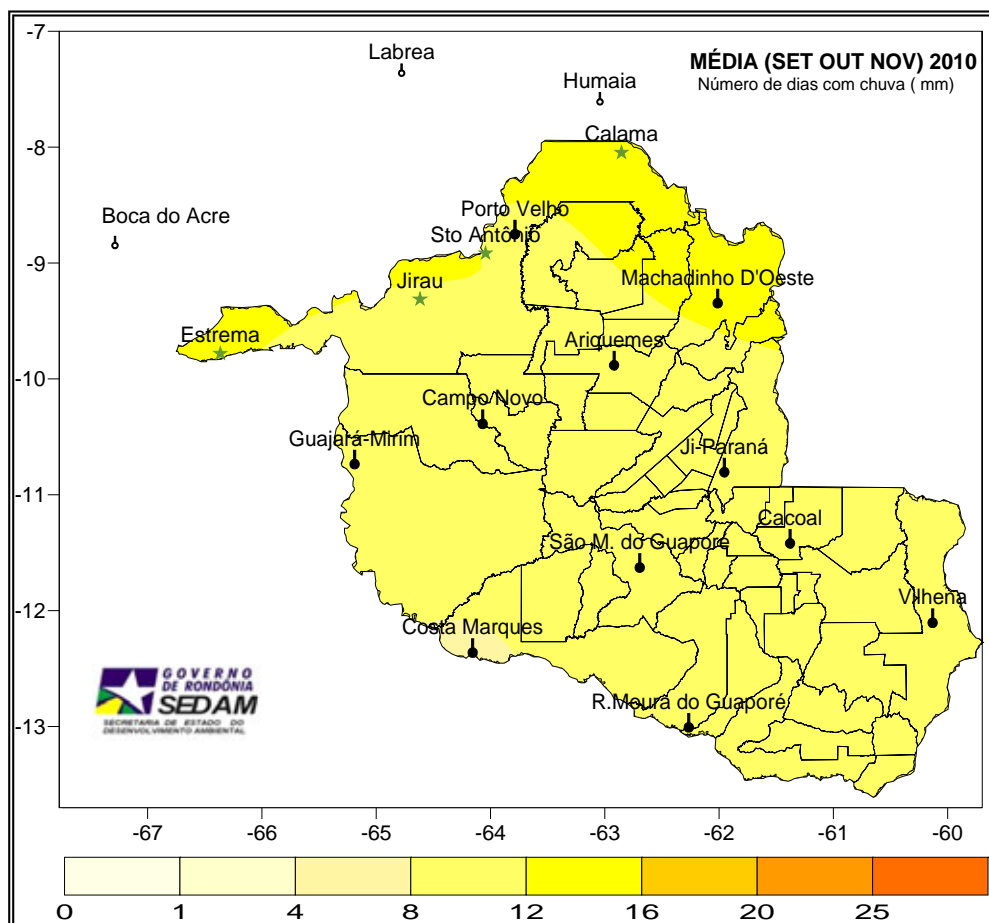 -7
Labrea
MÉDIA (SET OUT NOV) 2010
Número de dias com chuva ( mm)
Humaia
Calama
-8
Boca do Acre
Porto Velho
Sto Antônio
-9
Jirau
Machadinho D'Oeste
Estrema
Ariquemes
-10
Campo Novo
Guajará-Mirim
Ji-Paraná
-11
Cacoal
São M. do Guaporé
-12
Vilhena
Costa Marques
GOVERNO
DE RONDÔNIA
SEDAM
SECRETARIA DE ESTADO DO
DESENVOLVIMENTO AMBIENTAL
R.Moura do Guaporé
-13
-67 -66 -65 -64 -63 -62 -61 -60
0 1 4 8 12 16 20 25